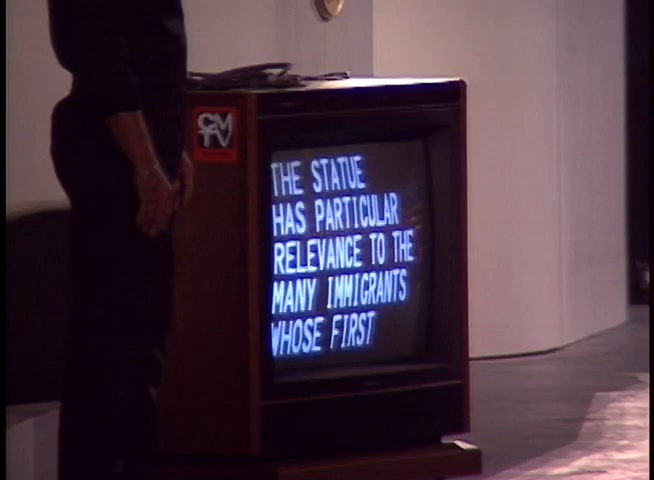 CMTV
THE STATUE
HAS PARTICULAR
RELEVANCE TO THE
MANY IMMIGRANTS
WHOSE FIRST